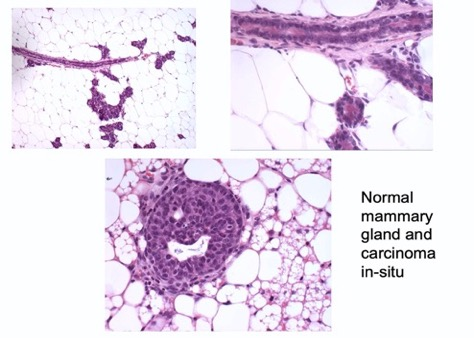 Normal
mammary
gland and
carcinoma
in-situ